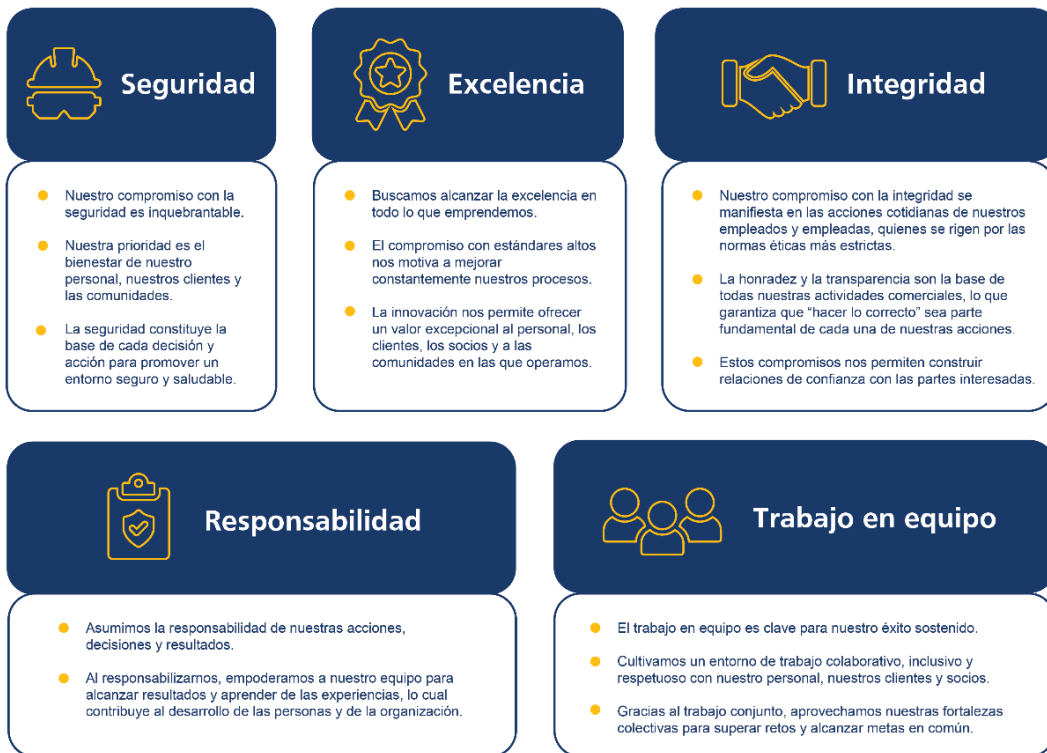 Seguridad
Nuestro compromiso con la
seguridad es inquebrantable.
Nuestra prioridad es el
bienestar de nuestro
personal, nuestros clientes y
las comunidades.
La seguridad constituye la
base de cada decisión y
acción para promover un
entorno seguro y saludable.
Excelencia
Buscamos alcanzar la excelencia en
todo lo que emprendemos.
El compromiso con estándares altos
nos motiva a mejorar
constantemente nuestros procesos.
La innovación nos permite ofrecer
un valor excepcional al personal, los
clientes, los socios y a las
comunidades en las que operamos.
Integridad
Nuestro compromiso con la integridad se
manifiesta en las acciones cotidianas de nuestros
empleados y empleadas, quienes se rigen por las
normas éticas más estrictas.
La honradez y la transparencia son la base de
todas nuestras actividades comerciales, lo que
garantiza que “hacer lo correcto” sea parte
fundamental de cada una de nuestras acciones.
Estos compromisos nos permiten construir
relaciones de confianza con las partes interesadas.
Responsabilidad
Asumimos la responsabilidad de nuestras acciones,
decisiones y resultados.
Al responsabilizarnos, empoderamos a nuestro equipo para
alcanzar resultados y aprender de las experiencias, lo cual
contribuye al desarrollo de las personas y de la organización.
Trabajo en equipo
El trabajo en equipo es clave para nuestro éxito sostenido.
Cultivamos un entorno de trabajo colaborativo, inclusivo y
respetuoso con nuestro personal, nuestros clientes y socios.
Gracias al trabajo conjunto, aprovechamos nuestras fortalezas
colectivas para superar retos y alcanzar metas en común.